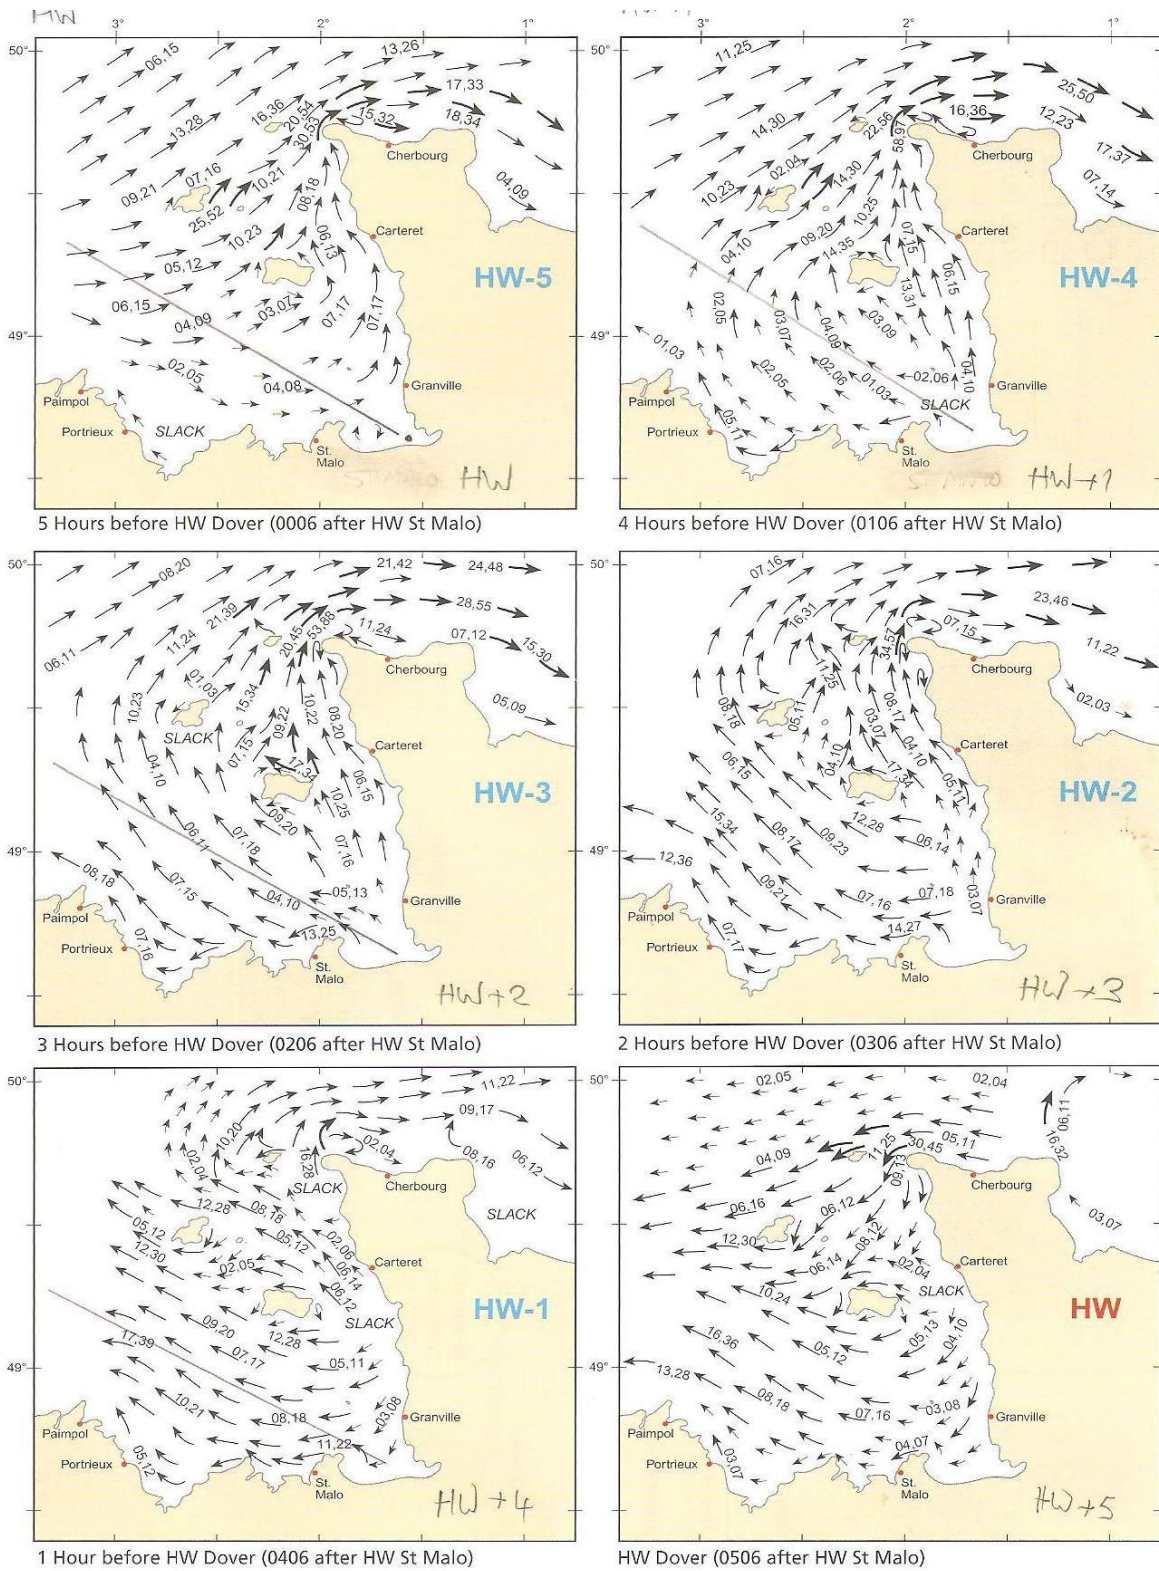 HW
3° 2° 1°
50°
06,15
13,26
17,33
18,34
16,36
20,54
30,53
15,32
13,28
Cherbourg
07,16
10,21
09,21
08,18
04,09
25,52
10,23
06,13
Carteret
05,12
HW-5
06,15
03,07
04,09
07,17
07,17
49°
02,05
04,08
Granville
Paimpol
Portrieux
SLACK
St.
Malo
HW
5 Hours before HW Dover (0006 after HW St Malo)
3° 2° 1°
50°
11,25
25,50
16,36
12,23
14,30
22,56
58,97
Cherbourg
17,37
02,04
14,30
07,14
10,23
10,25
09,20
04,10
14,35
07,15
Carteret
06,15
HW-4
13,31
02,05
03,07
04,09
03,09
49°
01,03
02,05
02,06
01,03
02,06
04,10
Granville
Paimpol
SLACK
05,11
Portrieux
St.
Malo
HW+1
4 Hours before HW Dover (0106 after HW St Malo)
50°
08,20
21,42
24,48
28,55
21,39
53,88
11,24
07,12
15,30
20,45
11,24
06,11
Cherbourg
01,03
15,34
10,23
10,22
08,20
05,09
09,22
SLACK
07,15
Carteret
04,10
17,34
06,15
HW-3
10,25
09,20
06,11
07,18
07,16
49°
08,18
07,15
04,10
05,13
Granville
Paimpol
13,25
07,16
Portrieux
St.
Malo
HW+2
3 Hours before HW Dover (0206 after HW St Malo)
50°
07,16
23,46
16,31
07,15
34,57
11,22
Cherbourg
11,25
02,03
08,18
05,11
08,17
03,07
04,10
Carteret
06,15
04,10
17,34
05,11
HW-2
15,34
12,28
08,17
09,23
06,14
49°
12,36
09,21
07,16
07,18
03,07
Granville
Paimpol
14,27
07,17
Portrieux
St.
Malo
HW+3
2 Hours before HW Dover (0306 after HW St Malo)
50°
11,22
09,17
10,20
02,04
02,04
16,28
08,16
06,12
SLACK
Cherbourg
12,28
08,18
SLACK
05,12
05,12
02,06
12,30
02,05
06,14
Carteret
06,12
HW-1
SLACK
09,20
12,28
17,39
07,17
05,11
49°
10,21
08,18
03,08
Granville
Paimpol
11,22
05,12
Portrieux
St.
Malo
HW+4
1 Hour before HW Dover (0406 after HW St Malo)
50°
02,05
02,04
06,11
05,11
30,45
11,25
16,32
04,09
09,13
Cherbourg
06,16
06,12
03,07
12,30
08,12
06,14
02,04
Carteret
10,24
SLACK
HW
16,36
05,12
05,13
04,10
49°
13,28
08,18
07,16
03,08
Granville
Paimpol
04,07
03,07
Portrieux
St.
Malo
HW+5
HW Dover (0506 after HW St Malo)